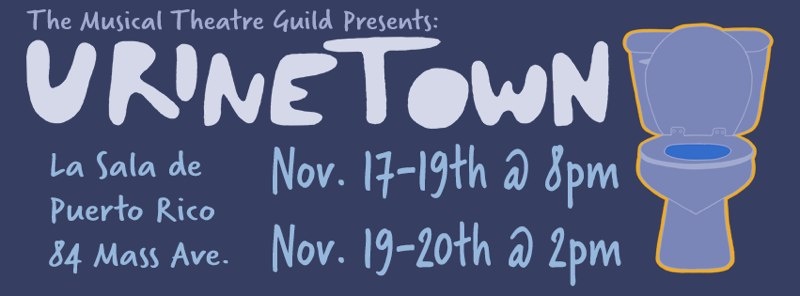 The Musical Theatre Guild Presents:
URINETOWN
La Sala de
Puerto Rico
84 Mass Ave.
Nov. 17-19th @ 8pm
Nov. 19-20th @ 2pm